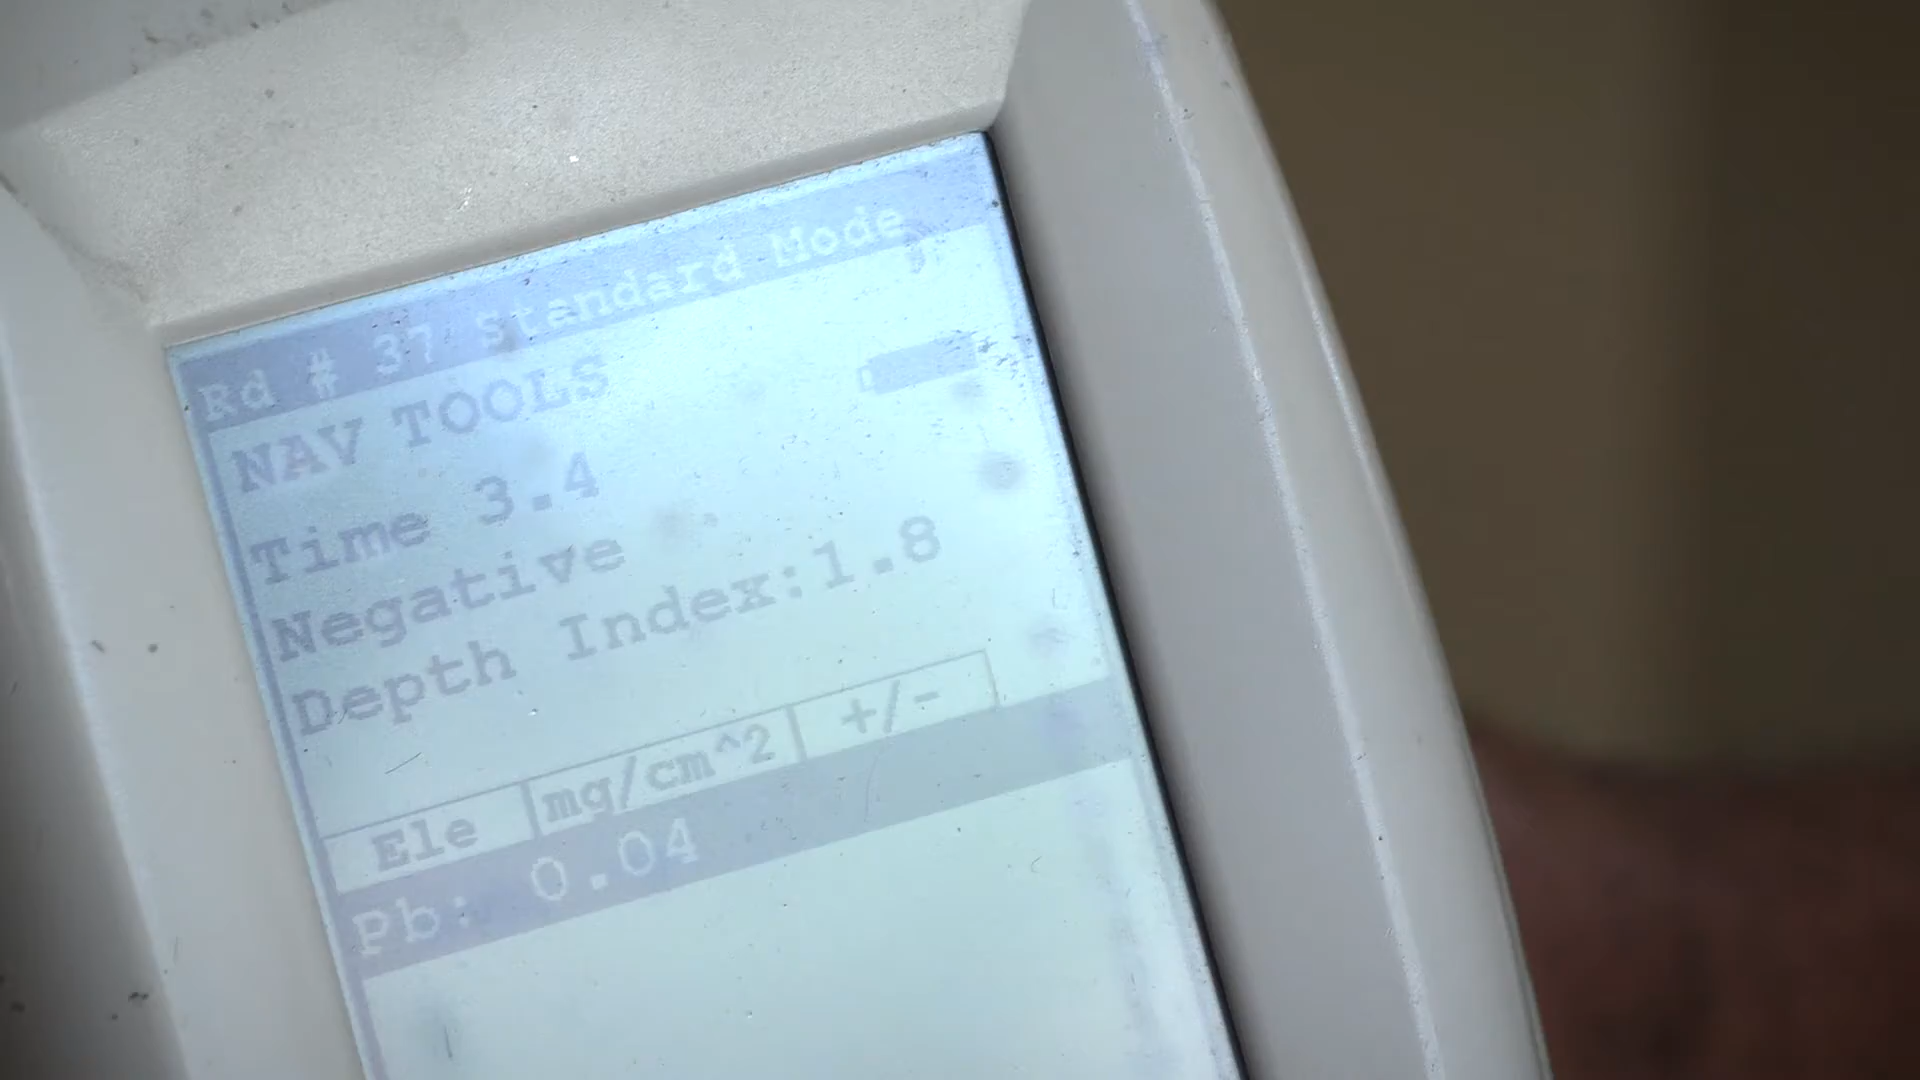 Rd # 37 Standard Mode
NAV TOOLS
Time 3.4
Negative
Depth Index:1.8
Ele mg/cm^2 +/-
Pb: 0.04